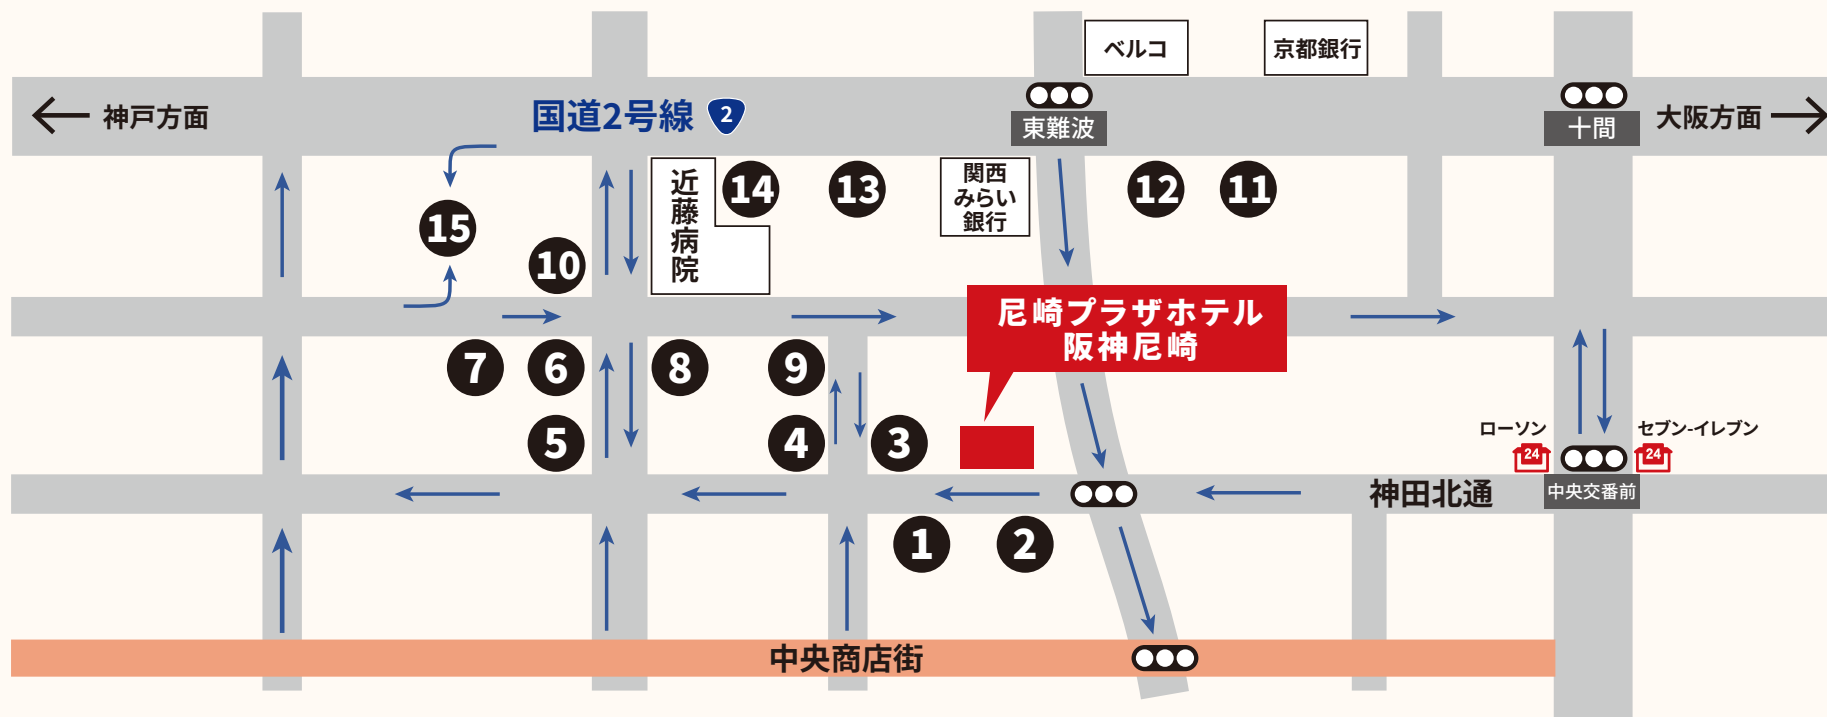 ベルコ
京都銀行
神戸方面
国道2号線
2
東難波
十間
大阪方面
近藤病院
14
13
関西
みらい
銀行
12
11
15
10
尼崎プラザホテル
阪神尼崎
7
6
8
9
5
4
3
ローソン
24
セブン-イレブン
24
神田北通
中央交番前
1
2
中央商店街